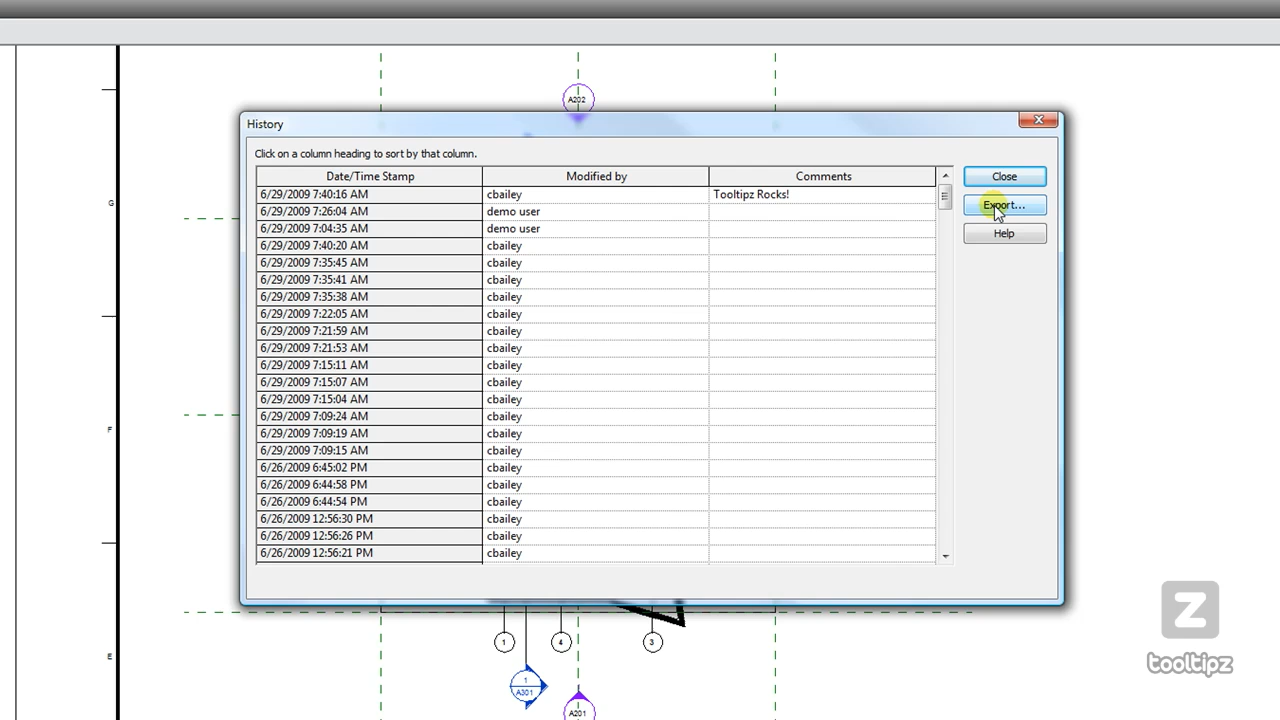 A202
History
Click on a column heading to sort by that column.
Date/Time Stamp Modified by Comments
Close
6/29/2009 7:40:16 AM cbailey Tooltipz Rocks!
6/29/2009 7:26:04 AM demo user
Export...
6/29/2009 7:04:35 AM demo user
Help
6/29/2009 7:40:20 AM cbailey
6/29/2009 7:35:45 AM cbailey
6/29/2009 7:35:41 AM cbailey
6/29/2009 7:35:38 AM cbailey
6/29/2009 7:22:05 AM cbailey
6/29/2009 7:21:59 AM cbailey
6/29/2009 7:21:53 AM cbailey
6/29/2009 7:15:11 AM cbailey
6/29/2009 7:15:07 AM cbailey
6/29/2009 7:15:04 AM cbailey
6/29/2009 7:09:24 AM cbailey
6/29/2009 7:09:19 AM cbailey
6/29/2009 7:09:15 AM cbailey
6/26/2009 6:45:02 PM cbailey
6/26/2009 6:44:58 PM cbailey
6/26/2009 6:44:54 PM cbailey
6/26/2009 12:56:30 PM cbailey
6/26/2009 12:56:26 PM cbailey
6/26/2009 12:56:21 PM cbailey
G
F
E
1 4 3
1
A301
A201
Z
tooltipz